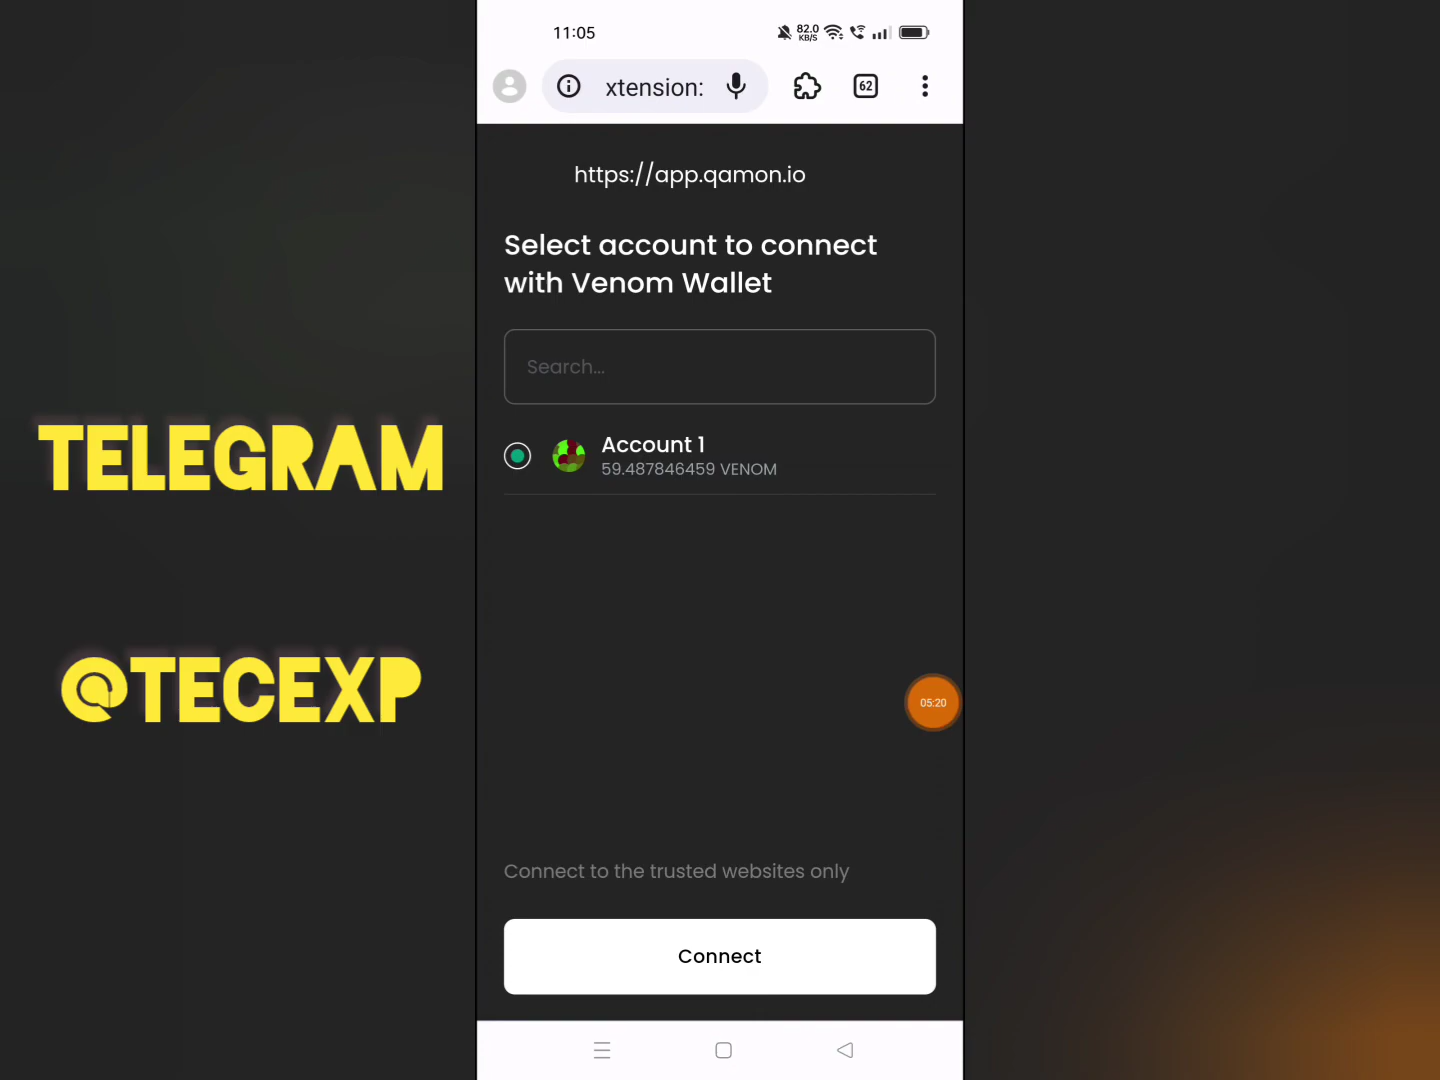 11:05
82.0
KB/S
xtension:
62
https://app.qamon.io
Select account to connect
with Venom Wallet
Search...
Account 1
59.487846459 VENOM
TELEGRAM
@TECEXP
05:20
Connect to the trusted websites only
Connect